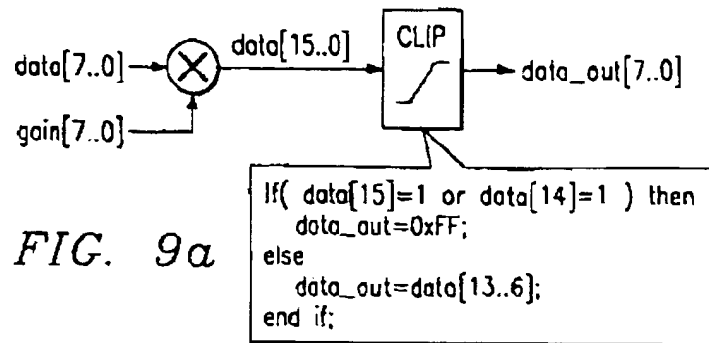 data[7..0]
gain[7..0]
data[15..0]
CLIP
data_out[7..0]
If( data[15]=1 or data[14]=1 ) then
data_out=0xFF;
else
data_out=data[13..6];
end if;
FIG. 9a